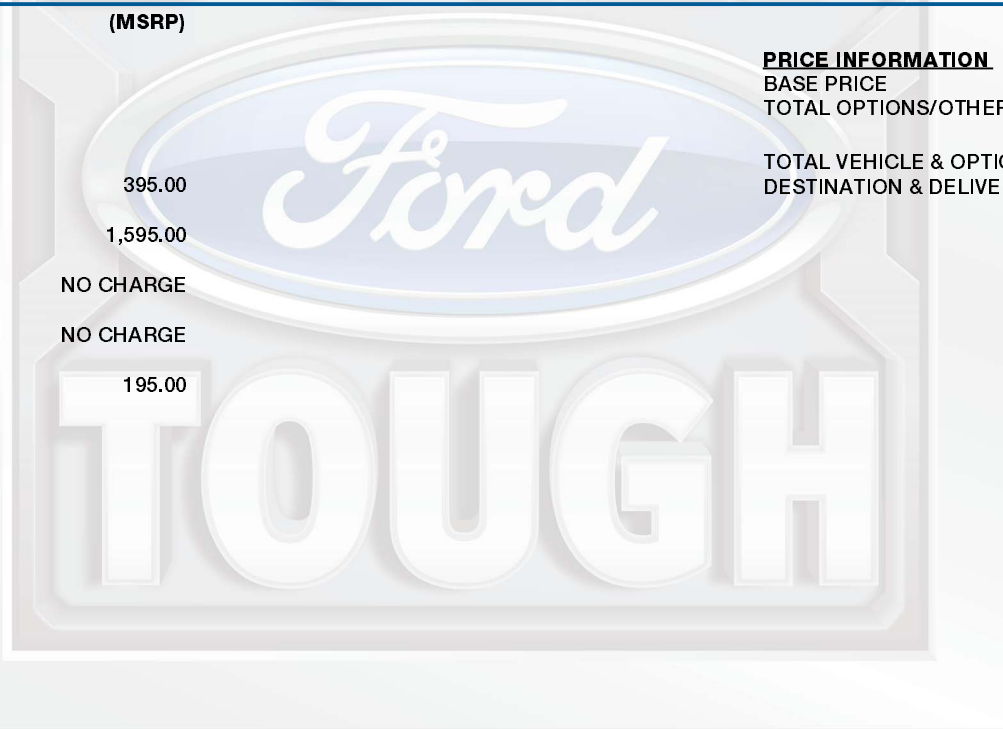 (MSRP)
395.00
1,595.00
NO CHARGE
NO CHARGE
195.00
PRICE INFORMATION
BASE PRICE
TOTAL OPTIONS/OTHER
TOTAL VEHICLE & OPTIO
DESTINATION & DELIVE
Ford
TOUGH